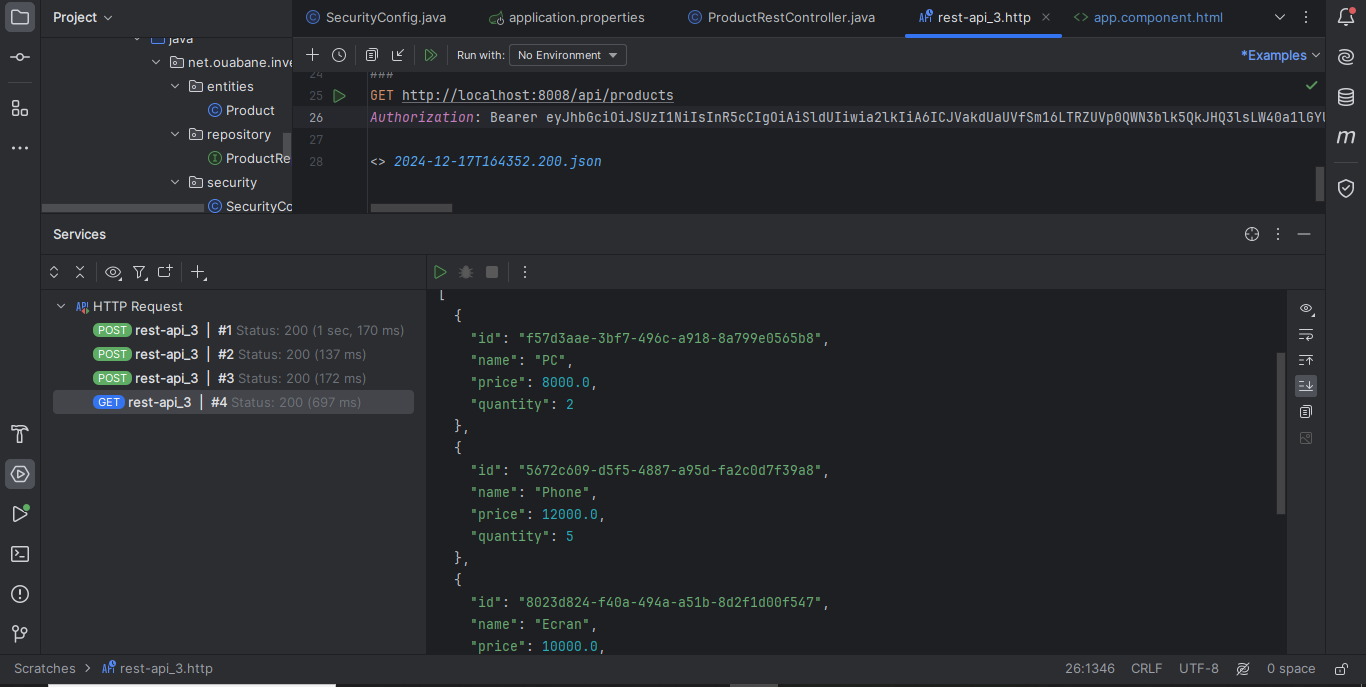 Project
SecurityConfig.java
application.properties
ProductRestController.java
API rest-api_3.http
<> app.component.html
java
net.ouabane.inve
entities
Product
repository
ProductRe
security
SecurityCo
Run with: No Environment
*Examples
24 ###
25 GET http://localhost:8008/api/products
26 Authorization: Bearer eyJhbGciOiJSUzI1NiIsInR5cCIgOiAiSldUIiwia2lkIiA6ICJVakdUaUVfSm16LTRZUVp0QWN3blk5QkJHQ3lsLW40a1lGYU
27
28 <> 2024-12-17T164352.200.json
Services
HTTP Request
POST rest-api_3 | #1 Status: 200 (1 sec, 170 ms)
POST rest-api_3 | #2 Status: 200 (137 ms)
POST rest-api_3 | #3 Status: 200 (172 ms)
GET rest-api_3 | #4 Status: 200 (697 ms)
[
{
"id": "f57d3aae-3bf7-496c-a918-8a799e0565b8",
"name": "PC",
"price": 8000.0,
"quantity": 2
},
{
"id": "5672c609-d5f5-4887-a95d-fa2c0d7f39a8",
"name": "Phone",
"price": 12000.0,
"quantity": 5
},
{
"id": "8023d824-f40a-494a-a51b-8d2f1d00f547",
"name": "Ecran",
"price": 10000.0,
Scratches > API rest-api_3.http
26:1346 CRLF UTF-8 0 space